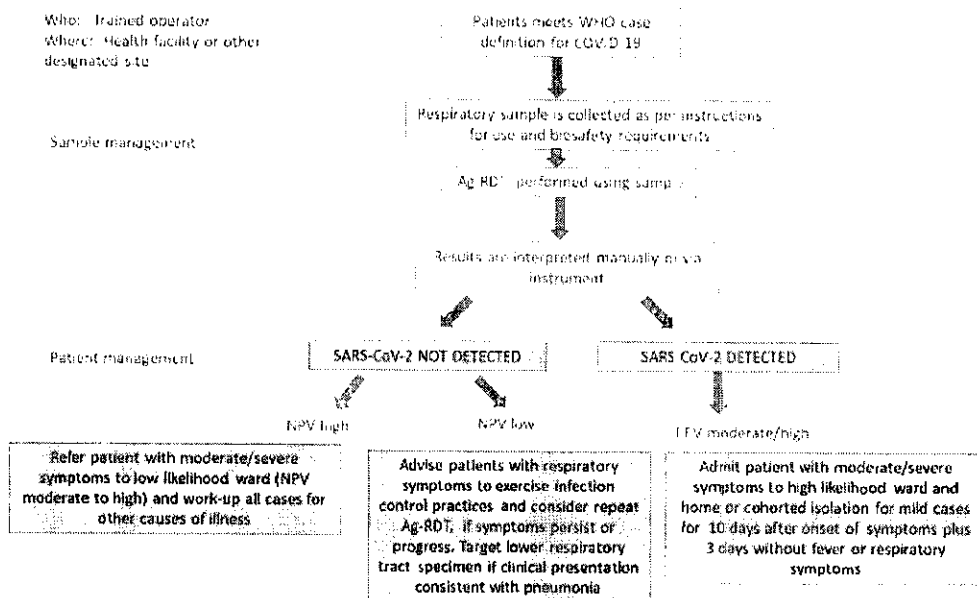 Who: Trained operator
Where: Health facility or other
designated site
Patients meets WHO case
definition for COVID 19
Sample management
Respiratory sample is collected as per instructions
for use and biosafety requirements
Ag RDT performed using
Results are interpreted manually or via
instrument
Patient management
SARS-CoV-2 NOT DETECTED
SARS CoV-2 DETECTED
NPV high
NPV low
moderate/high
Refer patient with moderate/severe
symptoms to low likelihood ward (NPV
moderate to high) and work-up all cases for
other causes of illness
Advise patients with respiratory
symptoms to exercise infection
control practices and consider repeat
Ag-RDT, if symptoms persist or
progress. Target lower respiratory
tract specimen if clinical presentation
consistent with pneumonia
Admit patient with moderate/severe
symptoms to high likelihood ward and
home or cohorted isolation for mild cases
for 10 days after onset of symptoms plus
3 days without fever or respiratory
symptoms